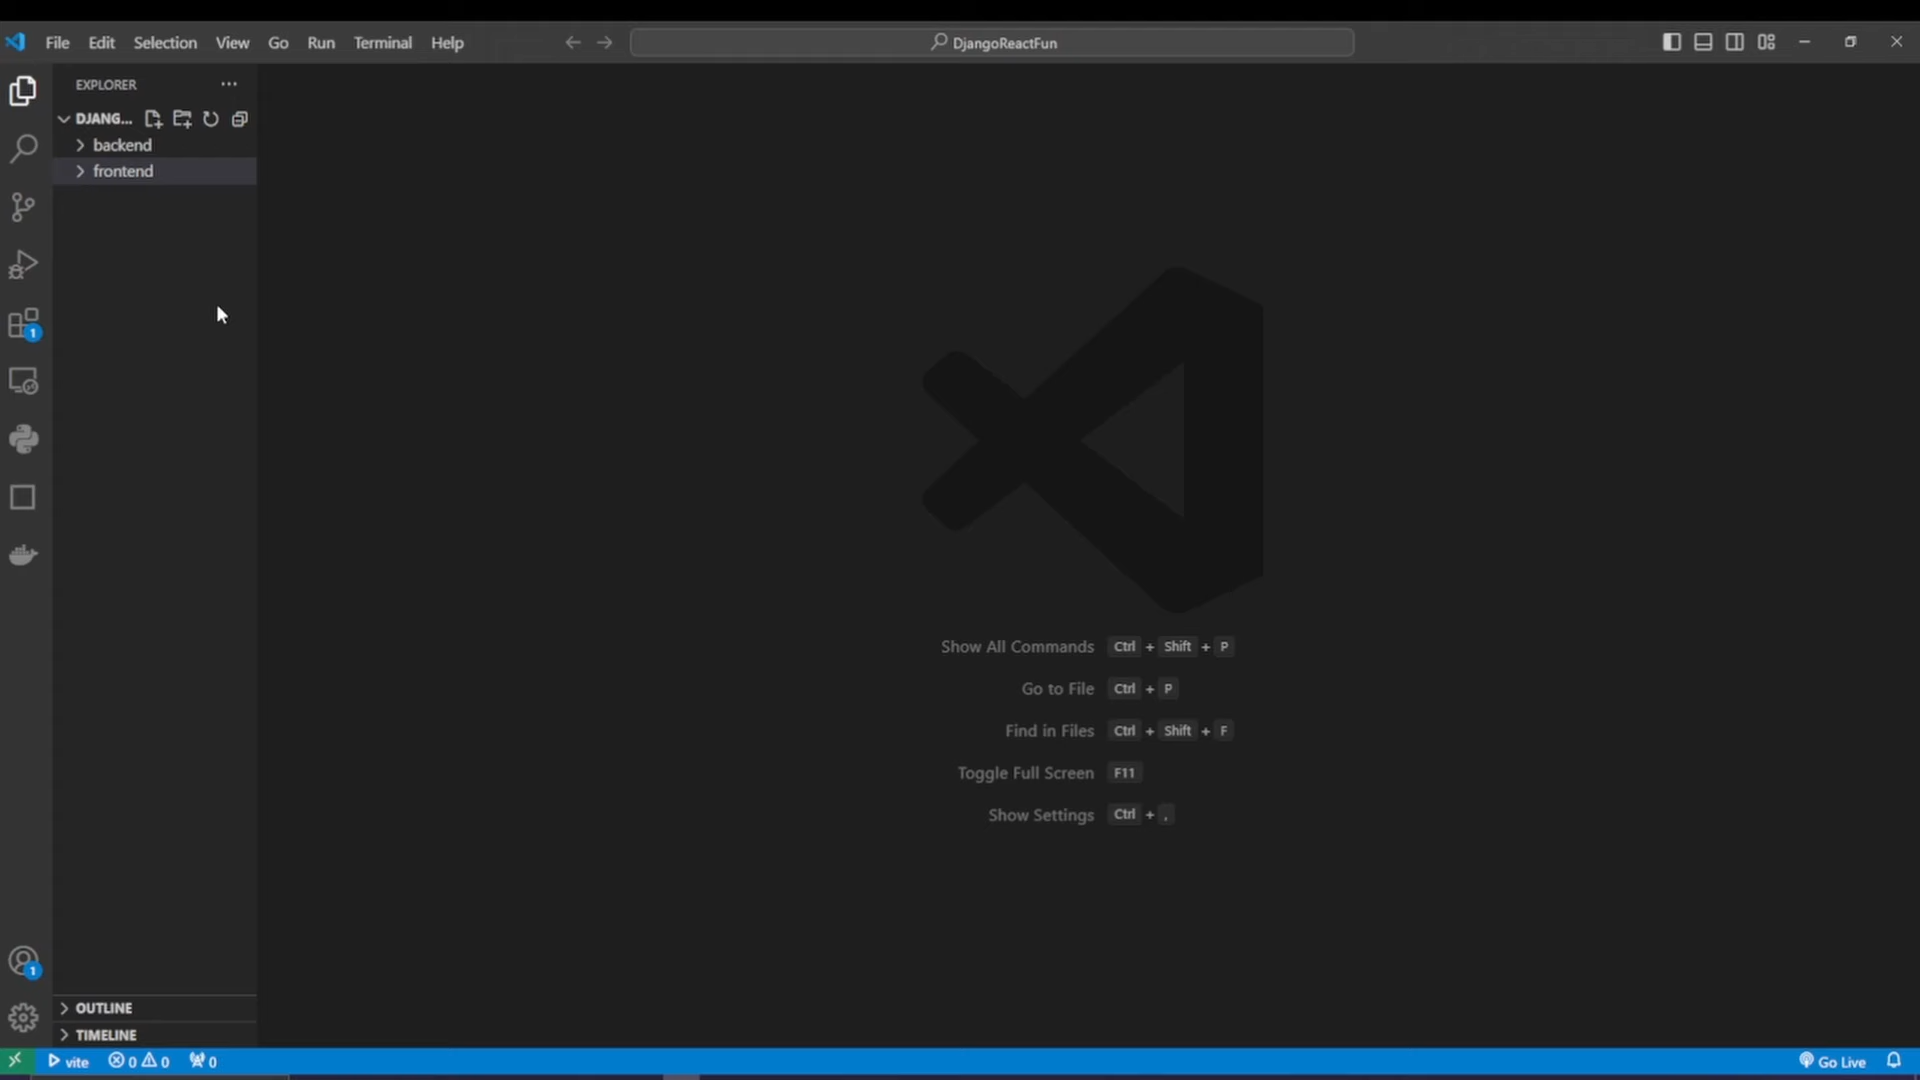 File Edit Selection View Go Run Terminal Help
DjangoReactFun
EXPLORER
DJANG...
backend
frontend
1
Show All Commands Ctrl + Shift + P
Go to File Ctrl + P
Find in Files Ctrl + Shift + F
Toggle Full Screen F11
Show Settings Ctrl + ,
1
OUTLINE
TIMELINE
vite 0 0 0 Go Live